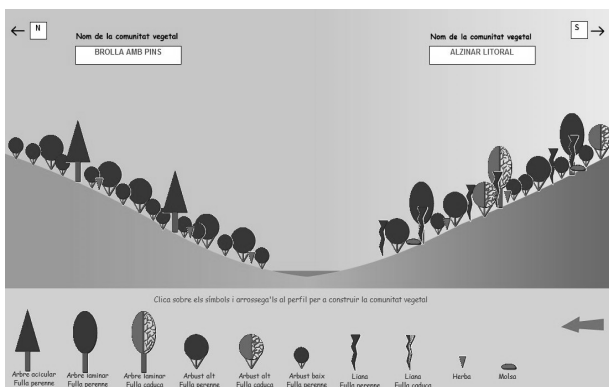 N
S
Nom de la comunitat vegetal
BROLLA AMB PINS
Nom de la comunitat vegetal
ALZINAR LITORAL
Clica sobre els símbols i arrossega'ls al perfil per a construir la comunitat vegetal
Arbre acicular
Fulla perenne
Arbre laminar
Fulla perenne
Arbre laminar
Fulla caduca
Arbust alt
Fulla perenne
Arbust alt
Fulla caduca
Arbust baix
Fulla perenne
Liana
Fulla perenne
Liana
Fulla caduca
Herba
Molsa